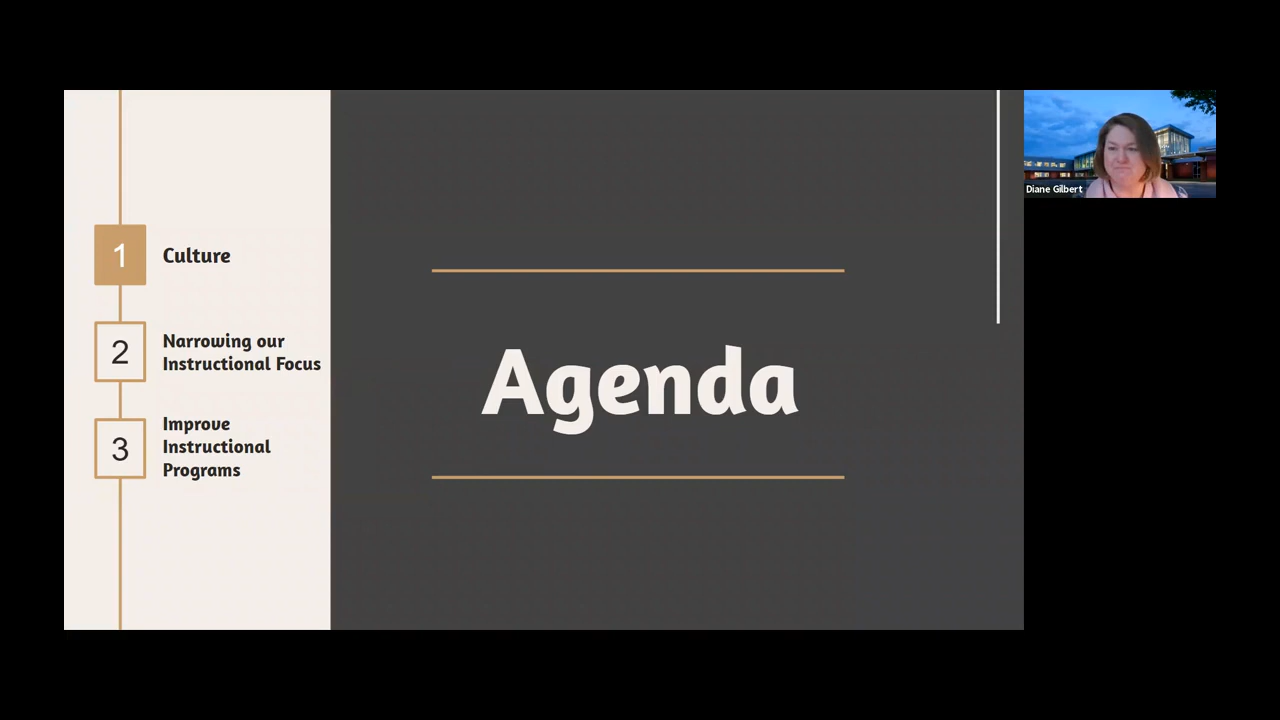 1
Culture
2
Narrowing our
Instructional Focus
3
Improve
Instructional
Programs
Agenda
Diane Gilbert